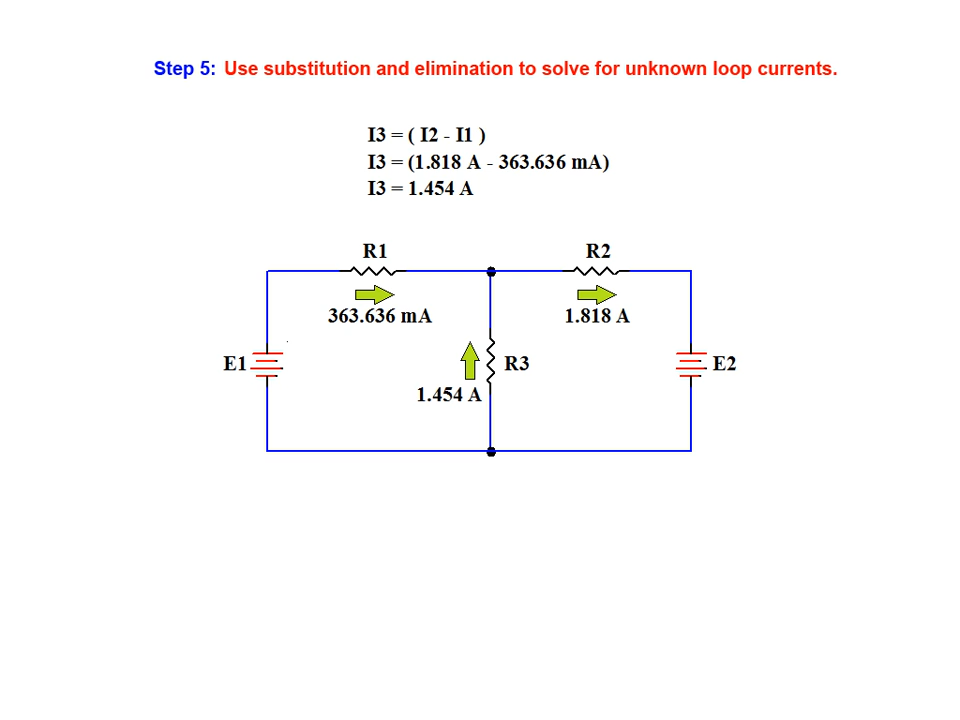 Step 5: Use substitution and elimination to solve for unknown loop currents.
I3 = ( I2 - I1 )
I3 = (1.818 A - 363.636 mA)
I3 = 1.454 A
R1 R2
363.636 mA 1.818 A
E1 R3 E2
1.454 A